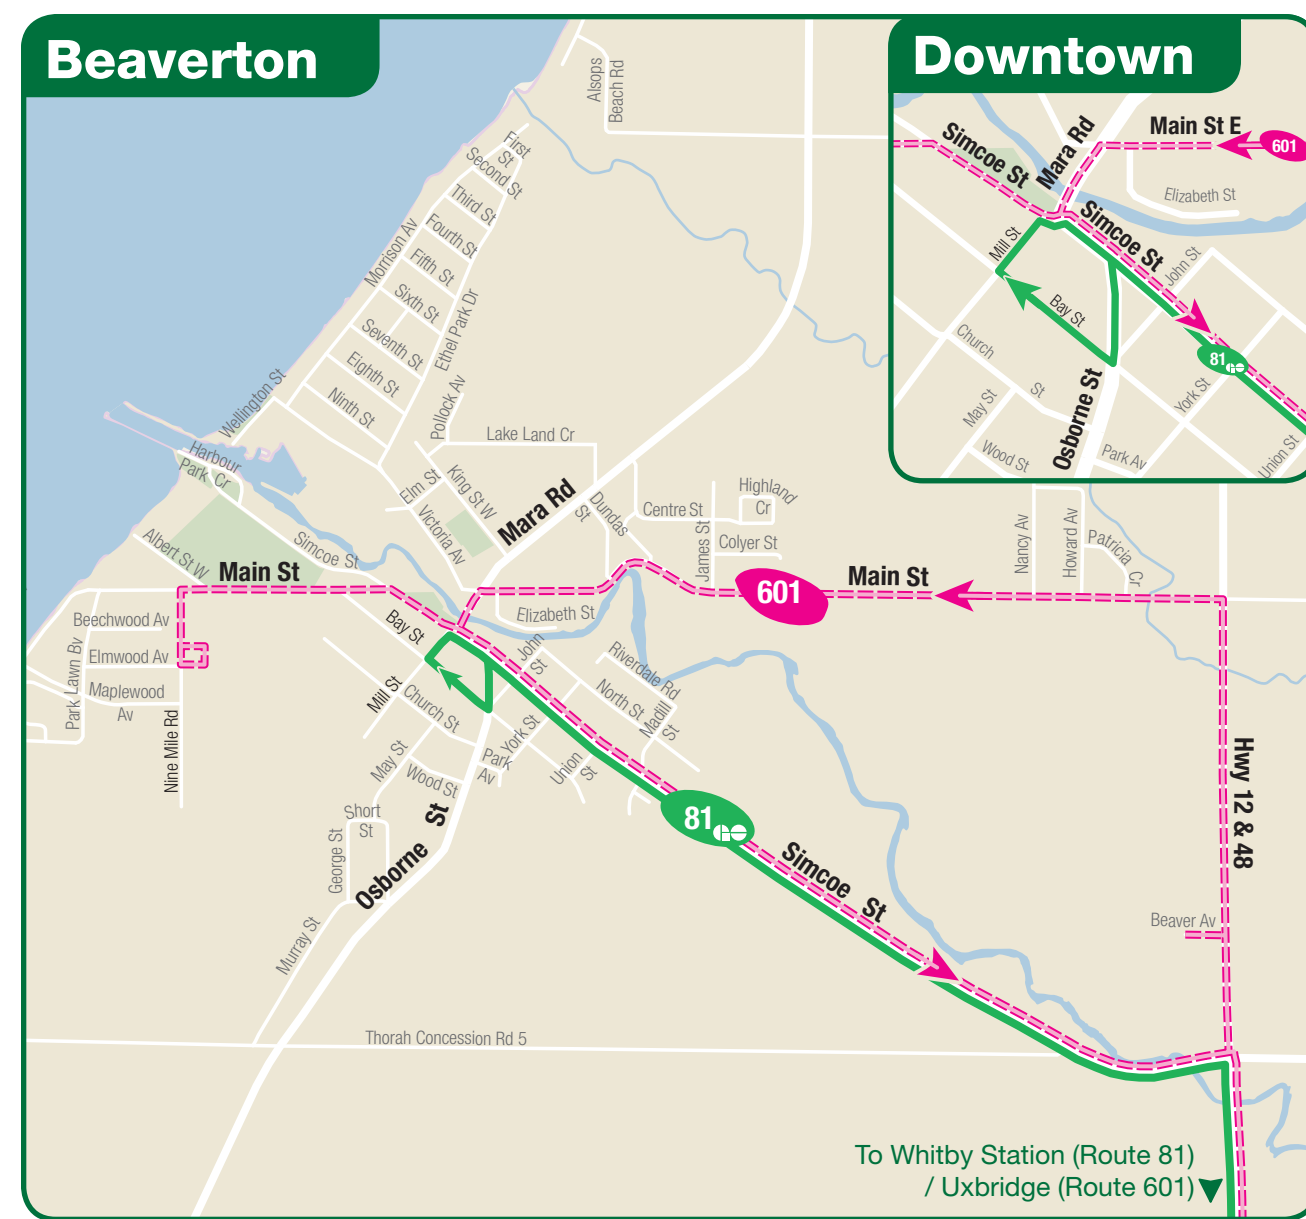 Beaverton
Downtown
Alsops
Beach Rd
First
St
Second St
Third St
Fourth St
Fifth St
Sixth St
Seventh St
Eighth St
Ninth St
Morrison Av
Ethel Park Dr
Pollock Av
Wellington St
Harbour
Park Cr
Lake Land Cr
Elm St
King St W
Victoria Av
Mara Rd
Dundas
St
Centre St
Highland
Cr
James St
Colyer St
Albert St W
Simcoe St
Main St
601
Main St
Nancy Av
Howard Av
Patricia
Cr
Beechwood Av
Elmwood Av
Maplewood
Av
Park Lawn Bv
Nine Mile Rd
Bay St
Elizabeth St
John
St
Riverdale Rd
North St
Madill
St
Mill St
Church St
York St
Park
Av
Union
St
May St
Wood St
Short
St
George St
Osborne St
Murray St
81
Simcoe St
Hwy 12 & 48
Beaver Av
Thorah Concession Rd 5
To Whitby Station (Route 81)
/ Uxbridge (Route 601)
Simcoe St
Mara Rd
Main St E
601
Elizabeth St
Simcoe St
Mill St
John St
Bay St
Church
St
81
May St
York St
Wood St
Osborne St
Park Av
Union St